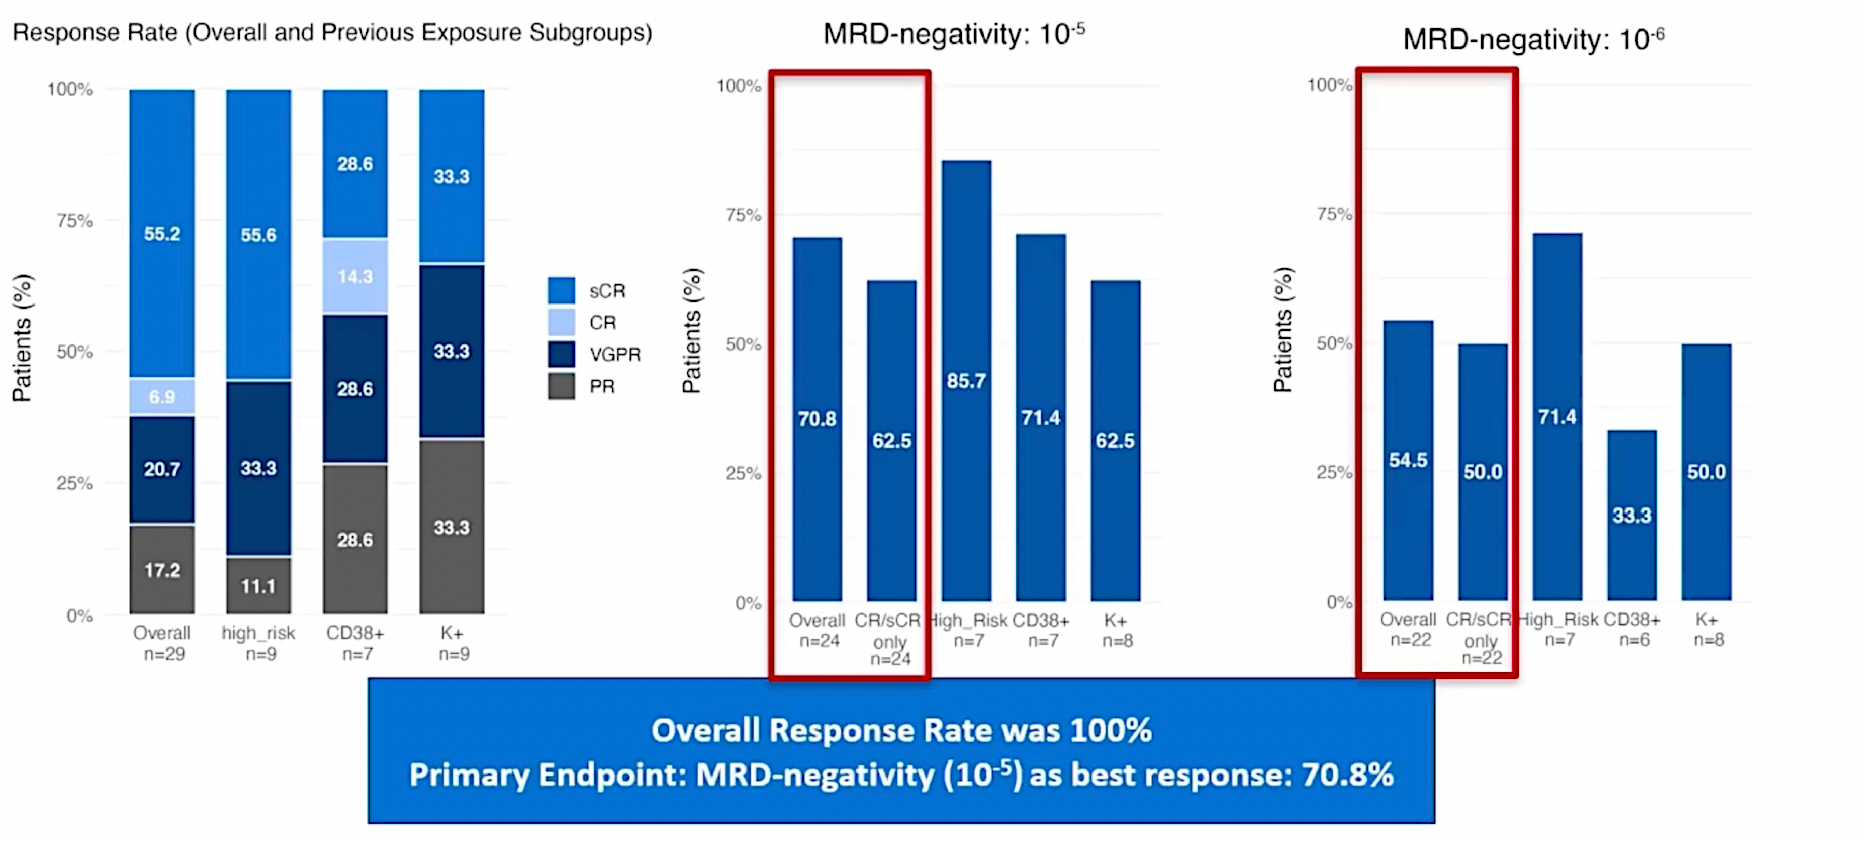 Response Rate (Overall and Previous Exposure Subgroups)
Patients (%)
100%
75%
50%
25%
0%
55.2
6.9
20.7
17.2
55.6
33.3
11.1
28.6
14.3
28.6
28.6
33.3
33.3
33.3
Overall
n=29
high_risk
n=9
CD38+
n=7
K+
n=9
sCR
CR
VGPR
PR
MRD-negativity: 10-5
Patients (%)
100%
75%
50%
25%
0%
70.8
62.5
85.7
71.4
62.5
Overall
n=24
CR/sCR
only
n=24
High_Risk
n=7
CD38+
n=7
K+
n=8
MRD-negativity: 10-6
Patients (%)
100%
75%
50%
25%
0%
54.5
50.0
71.4
33.3
50.0
Overall
n=22
CR/sCR
only
n=22
High_Risk
n=7
CD38+
n=6
K+
n=8
Overall Response Rate was 100%
Primary Endpoint: MRD-negativity (10-5) as best response: 70.8%